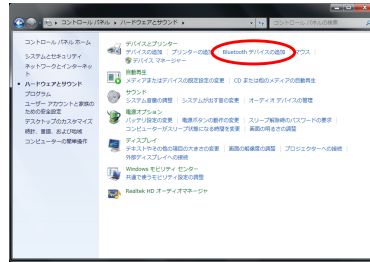 コントロール パネル ▸ ハードウェアとサウンド ▸
コントロール パネルの検索
コントロール パネル ホーム
システムとセキュリティ
ネットワークとインターネット
ハードウェアとサウンド
プログラム
ユーザー アカウントと家族のための安全設定
デスクトップのカスタマイズ
時計、言語、および地域
コンピューターの簡単操作
デバイスとプリンター
デバイスの追加 | プリンターの追加 | Bluetooth デバイスの追加 | マウス
デバイス マネージャー
自動再生
メディアまたはデバイスの既定設定の変更 | CD または他のメディアの自動再生
サウンド
システム音量の調整 | システムが出す音の変更 | オーディオ デバイスの管理
電源オプション
バッテリ設定の変更 | 電源ボタンの動作の変更 | スリープ解除時のパスワードの要求
コンピューターがスリープ状態になる時間を変更 | 画面の明るさの調整
ディスプレイ
テキストやその他の項目の大きさの変更 | 画面の解像度の調整 | プロジェクターへの接続
外部ディスプレイへの接続
Windows モビリティ センター
共通で使うモビリティ設定の調整
Realtek HD オーディオマネージャ